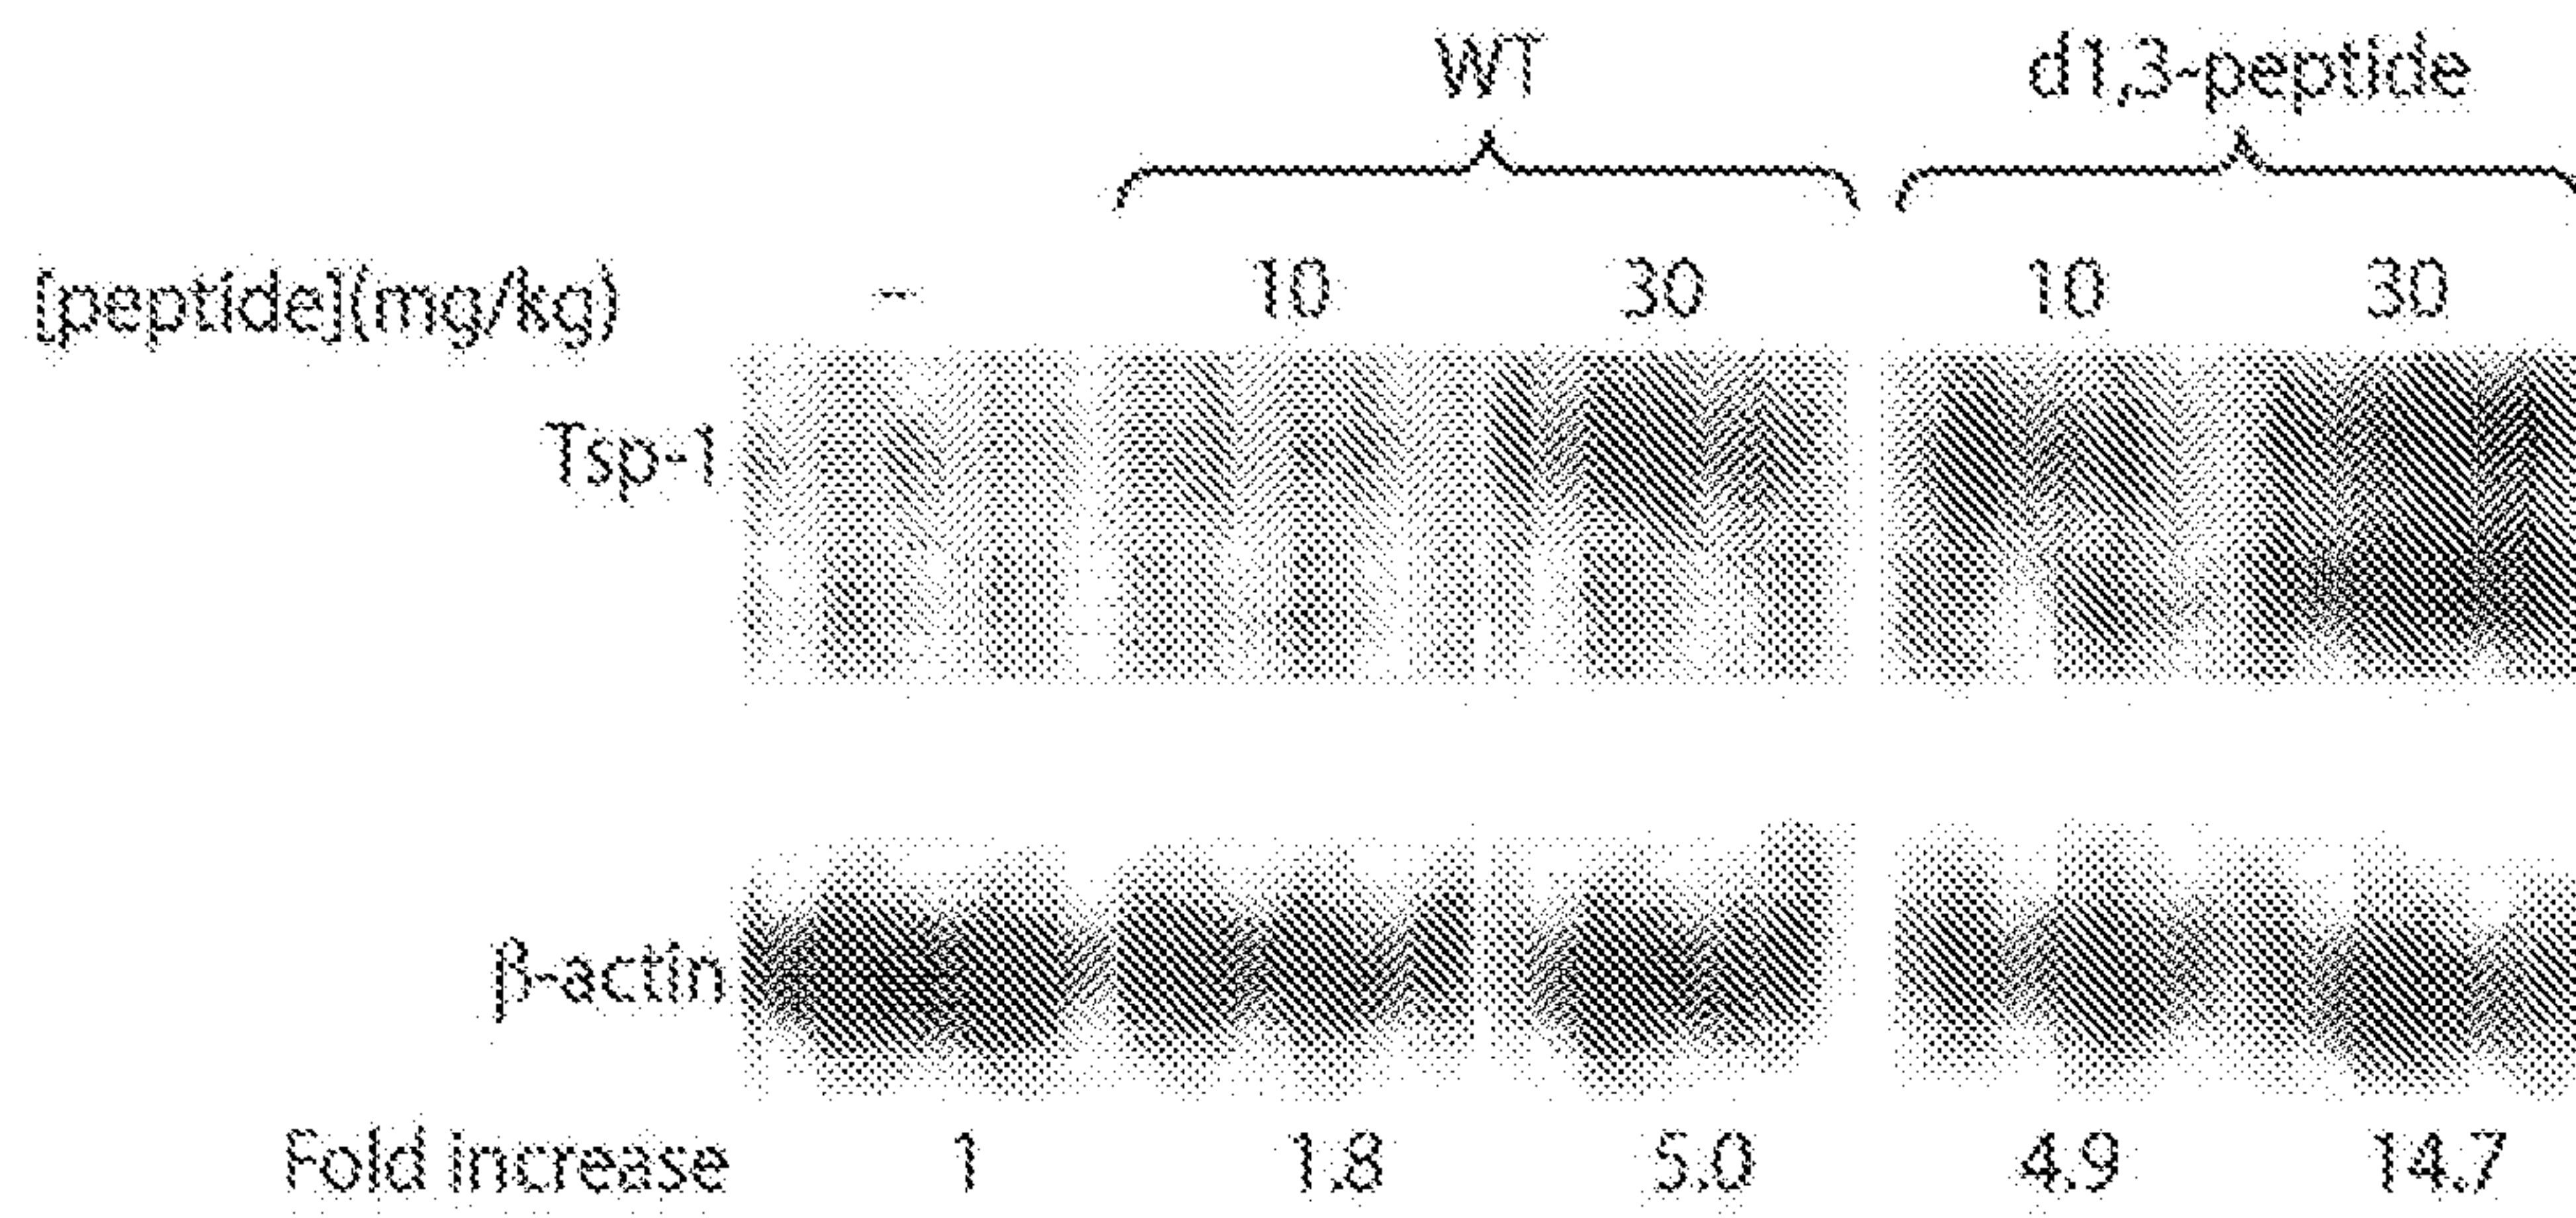 WT d1,3-peptide
[peptide](mg/kg) - 10 30 10 30
Tsp-1
β-actin
Fold increase 1 1.8 5.0 4.9 14.7